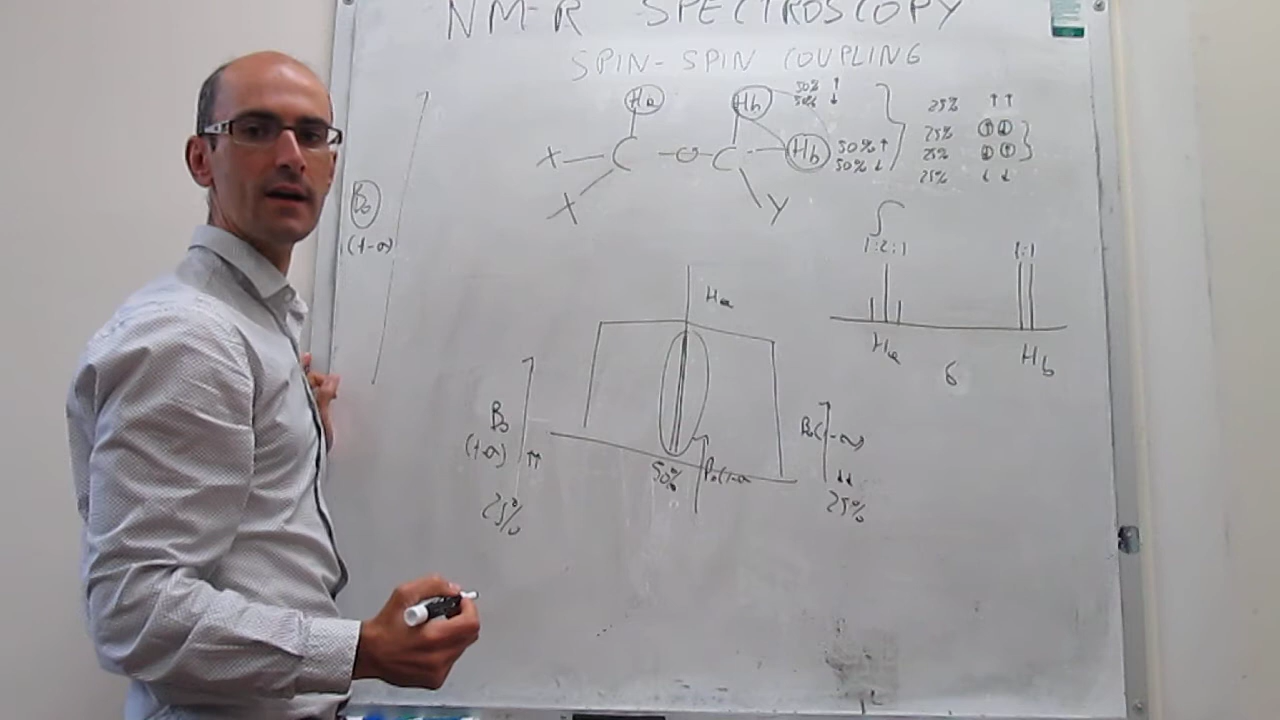 NMR SPECTROSCOPY
SPIN-SPIN COUPLING
Ha
Hb
50% ↑
50% ↓
25% ↑↑
25% ↑↓
25% ↓↑
25% ↓↓
X
C
C
Hb
50% ↑
50% ↓
X
Y
B₀
(1-σ)
∫
1:2:1
1:1
Ha
Ha
Hb
δ
B₀
(1-σ)
↑↑
25%
50%
B₀(1-σ
B₀(1-σ)
↓↓
25%